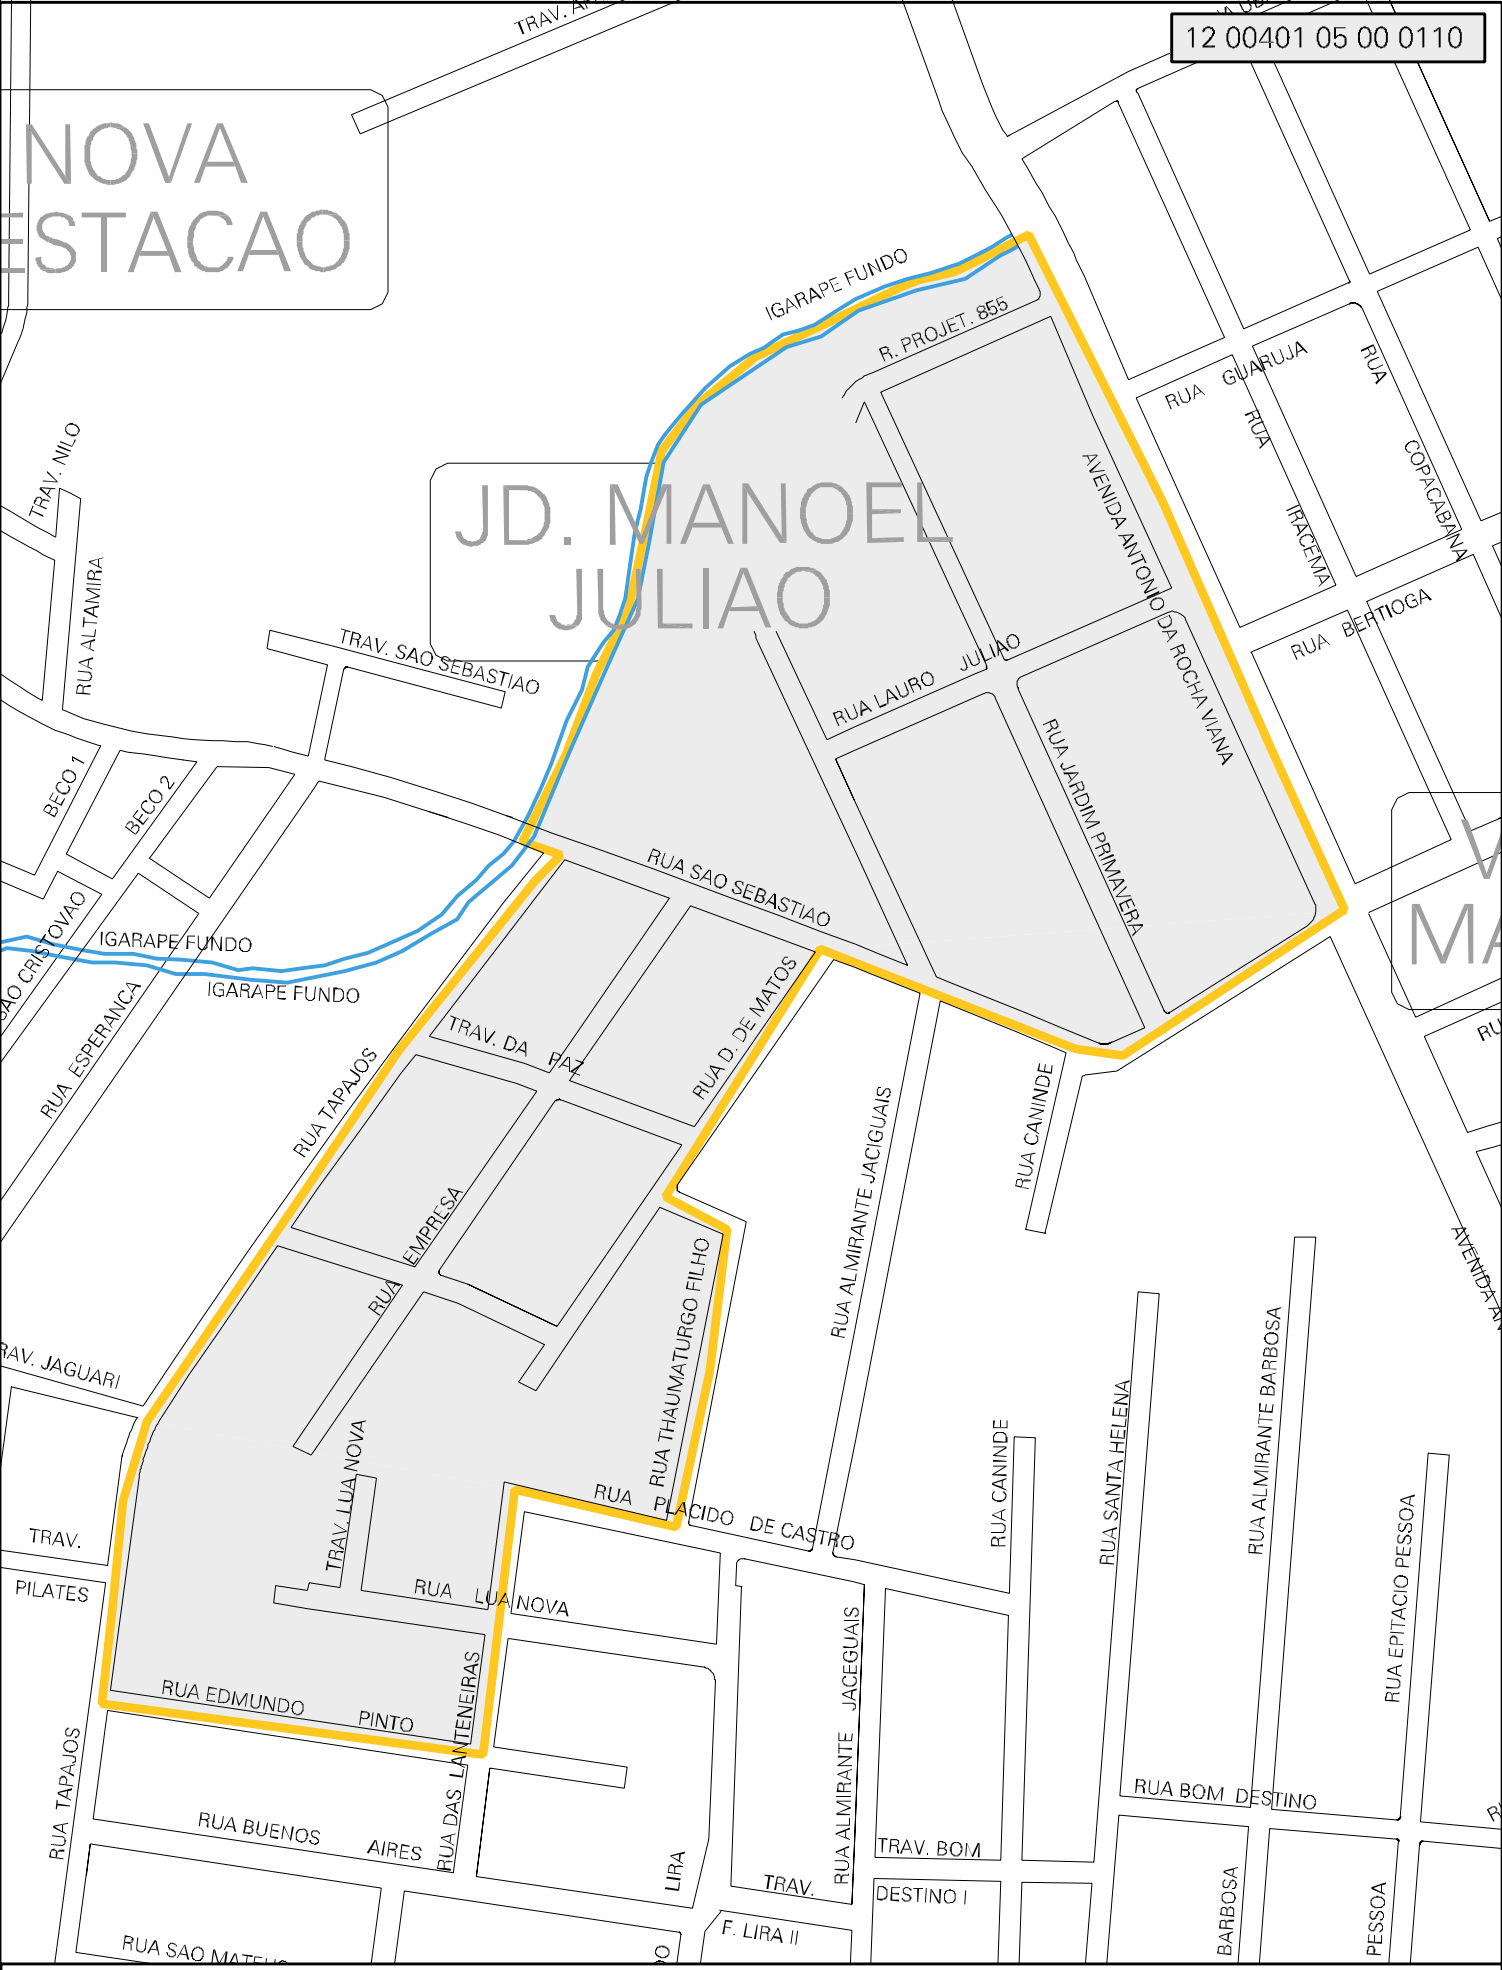 12 00401 05 00 0110
NOVA
ESTACAO
IGARAPE FUNDO
R. PROJET. 855
RUA GUARUJA
RUA
COPACABANA
RUA
IRACEMA
TRAV. NILO
JD. MANOEL
JULIAO
AVENIDA ANTONIO DA ROCHA VIANA
RUA ALTAMIRA
RUA BERTIOGA
TRAV. SAO SEBASTIAO
RUA LAURO JULIAO
RUA JARDIM PRIMAVERA
BECO 1
BECO 2
RUA SAO SEBASTIAO
SAO CRISTOVAO
IGARAPE FUNDO
IGARAPE FUNDO
RUA ESPERANCA
TRAV. DA PAZ
RUA D. DE MATOS
RUA TAPAJOS
RUA CANINDE
RUA ALMIRANTE JACIGUAIS
RUA EMPRESA
RUA THAUMATURGO FILHO
TRAV. JAGUARI
RUA ALMIRANTE BARBOSA
RUA SANTA HELENA
RUA CANINDE
TRAV. LUA NOVA
RUA PLACIDO DE CASTRO
RUA EPITACIO PESSOA
TRAV.
PILATES
RUA LUA NOVA
RUA ALMIRANTE JACEGUAIS
RUA EDMUNDO PINTO
RUA DAS LANTENEIRAS
RUA TAPAJOS
RUA BOM DESTINO
RUA BUENOS AIRES
TRAV. BOM
DESTINO I
LIRA
TRAV.
F. LIRA II
BARBOSA
PESSOA
RUA SAO MATEUS